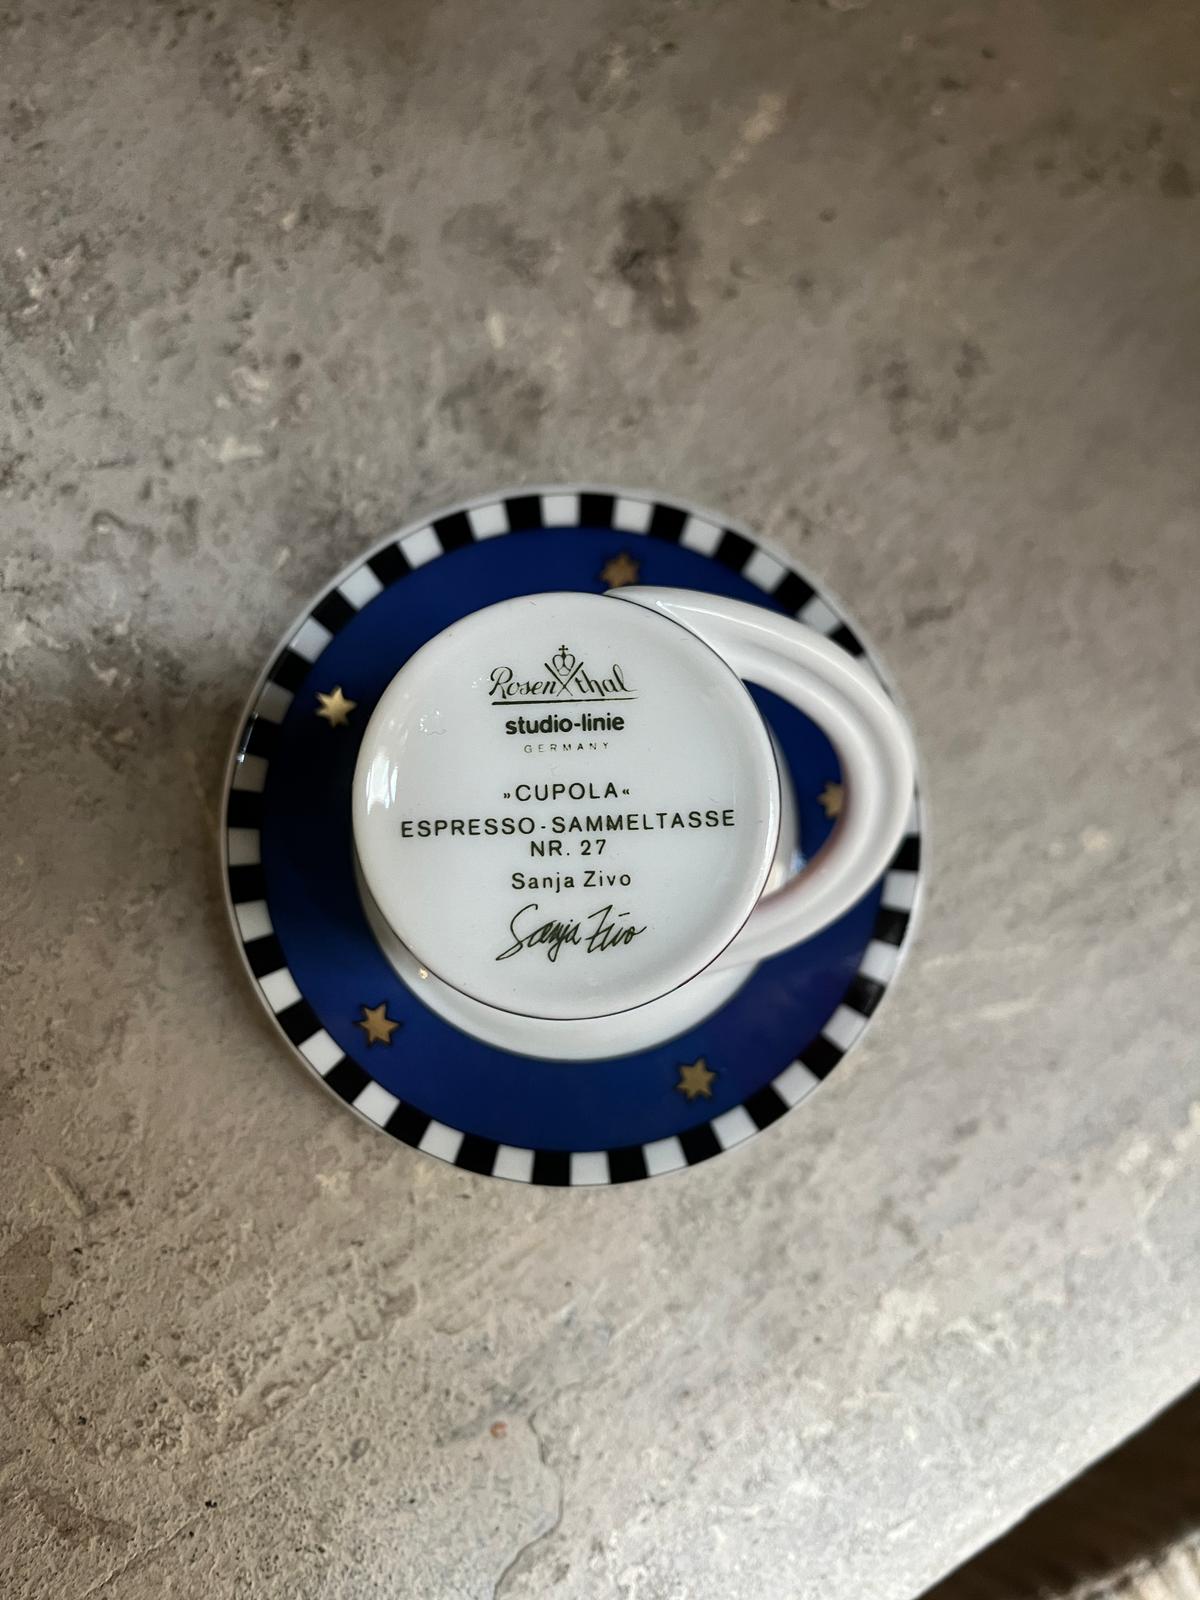 Rosenthal
studio-linie
GERMANY
»CUPOLA«
ESPRESSO-SAMMELTASSE
NR. 27
Sanja Zivo
Sanja Zivo